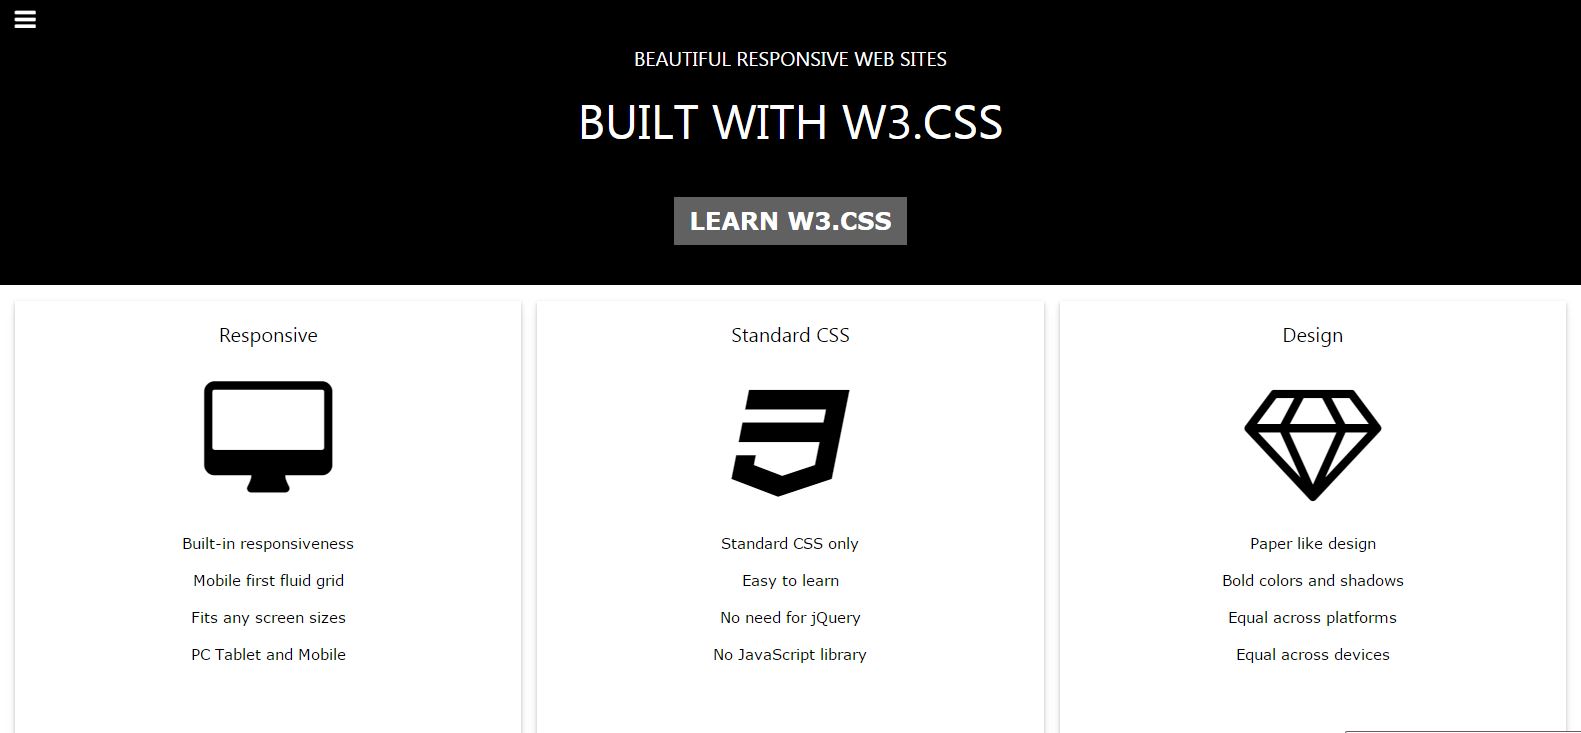 BEAUTIFUL RESPONSIVE WEB SITES
BUILT WITH W3.CSS
LEARN W3.CSS
Responsive
Built-in responsiveness
Mobile first fluid grid
Fits any screen sizes
PC Tablet and Mobile
Standard CSS
Standard CSS only
Easy to learn
No need for jQuery
No JavaScript library
Design
Paper like design
Bold colors and shadows
Equal across platforms
Equal across devices